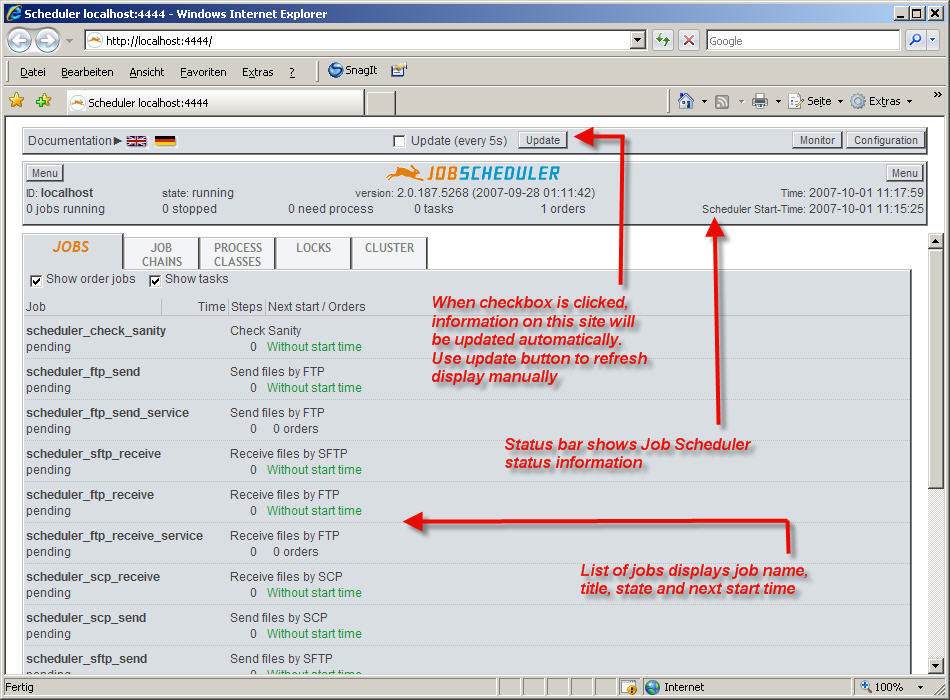 Scheduler localhost:4444 - Windows Internet Explorer
http://localhost:4444/
Google
Datei Bearbeiten Ansicht Favoriten Extras ? SnagIt
Scheduler localhost:4444 Seite Extras »
Documentation Update (every 5s) Update Monitor Configuration
Menu JOBSCHEDULER Menu
ID: localhost state: running version: 2.0.187.5268 (2007-09-28 01:11:42) Time: 2007-10-01 11:17:59
0 jobs running 0 stopped 0 need process 0 tasks 1 orders Scheduler Start-Time: 2007-10-01 11:15:25
JOBS JOB CHAINS PROCESS CLASSES LOCKS CLUSTER
Show order jobs Show tasks
Job Time Steps Next start / Orders
scheduler_check_sanity Check Sanity
pending 0 Without start time
scheduler_ftp_send Send files by FTP
pending 0 Without start time
scheduler_ftp_send_service Send files by FTP
pending 0 0 orders
scheduler_sftp_receive Receive files by SFTP
pending 0 Without start time
scheduler_ftp_receive Receive files by FTP
pending 0 Without start time
scheduler_ftp_receive_service Receive files by FTP
pending 0 0 orders
scheduler_scp_receive Receive files by SCP
pending 0 Without start time
scheduler_scp_send Send files by SCP
pending 0 Without start time
scheduler_sftp_send Send files by SFTP
pending 0 Without start time
When checkbox is clicked,
information on this site will
be updated automatically.
Use update button to refresh
display manually
Status bar shows Job Scheduler
status information
List of jobs displays job name,
title, state and next start time
Fertig Internet 100%